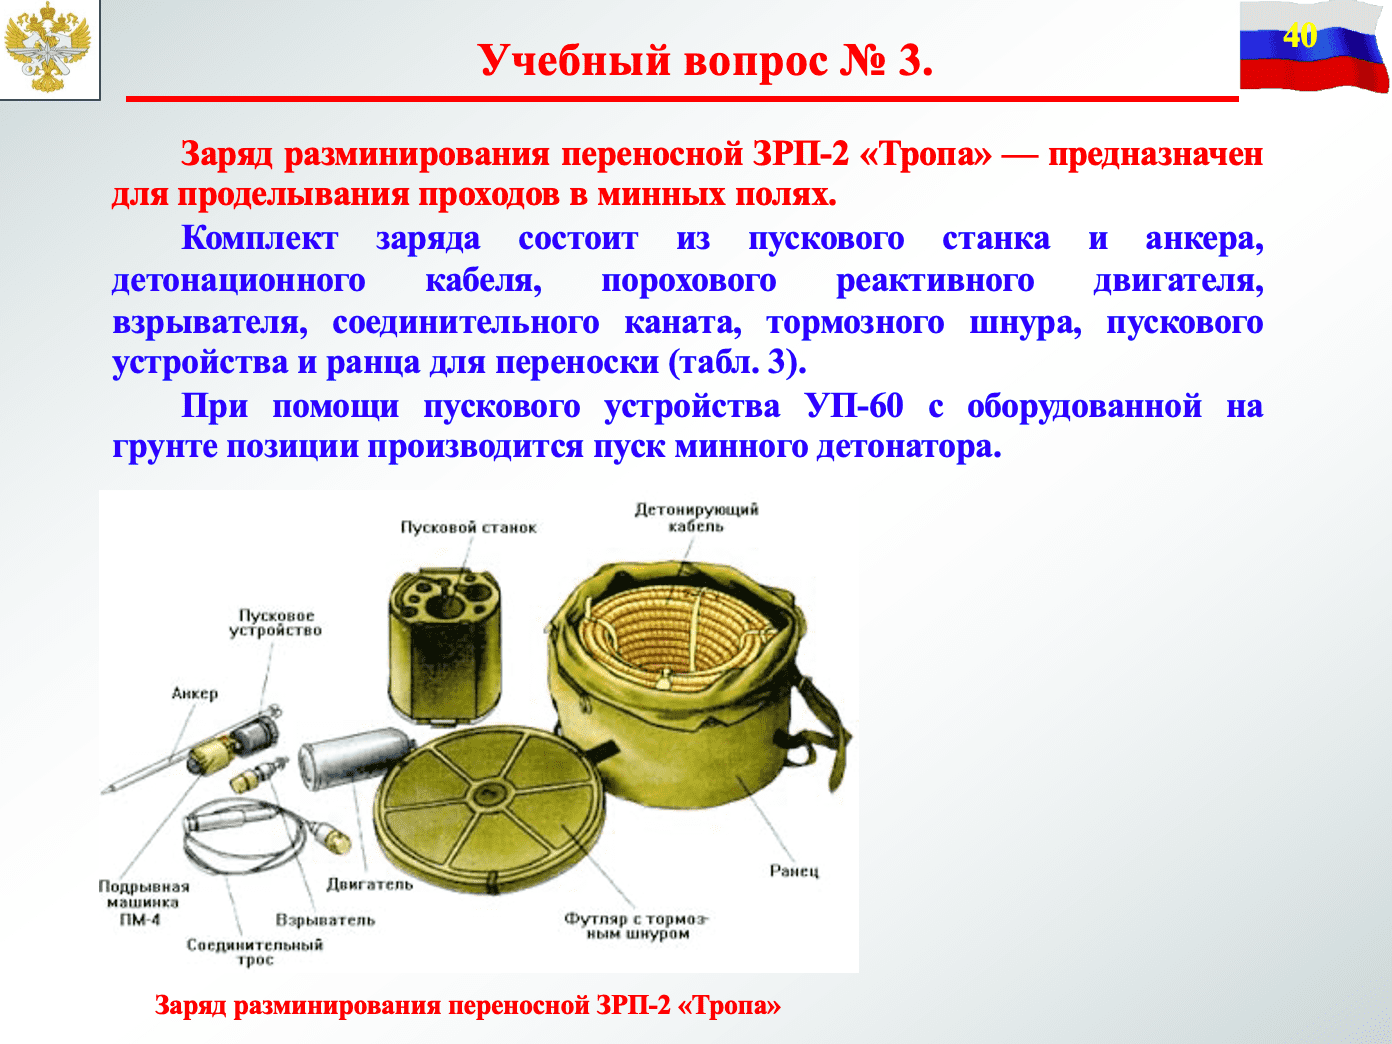 40
Учебный вопрос № 3.
Заряд разминирования переносной ЗРП-2 «Тропа» — предназначен
для проделывания проходов в минных полях.
Комплект заряда состоит из пускового станка и анкера,
детонационного кабеля, порохового реактивного двигателя,
взрывателя, соединительного каната, тормозного шнура, пускового
устройства и ранца для переноски (табл. 3).
При помощи пускового устройства УП-60 с оборудованной на
грунте позиции производится пуск минного детонатора.
Детонирующий
кабель
Пусковой станок
Пусковое
устройство
Анкер
Ранец
Двигатель
Подрывная
машинка
ПМ-4
Взрыватель
Футляр с тормоз-
ным шнуром
Соединительный
трос
Заряд разминирования переносной ЗРП-2 «Тропа»